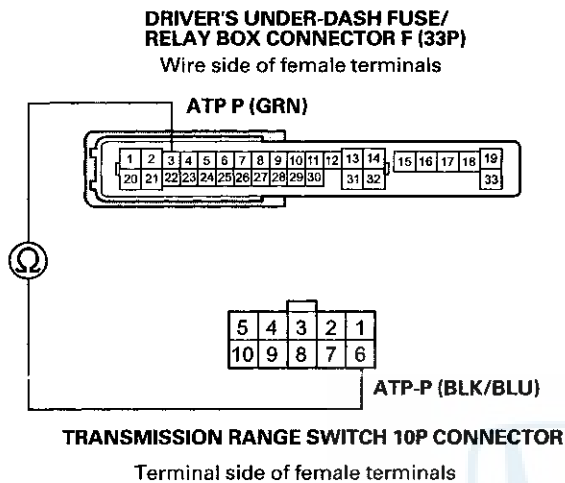 DRIVER'S UNDER-DASH FUSE/
RELAY BOX CONNECTOR F (33P)
Wire side of female terminals
ATP P (GRN)
1 2 3 4 5 6 7 8 9 10 11 12 13 14 15 16 17 18 19
20 21 22 23 24 25 26 27 28 29 30 31 32 33
Ω
5 4 3 2 1
10 9 8 7 6
ATP-P (BLK/BLU)
TRANSMISSION RANGE SWITCH 10P CONNECTOR
Terminal side of female terminals